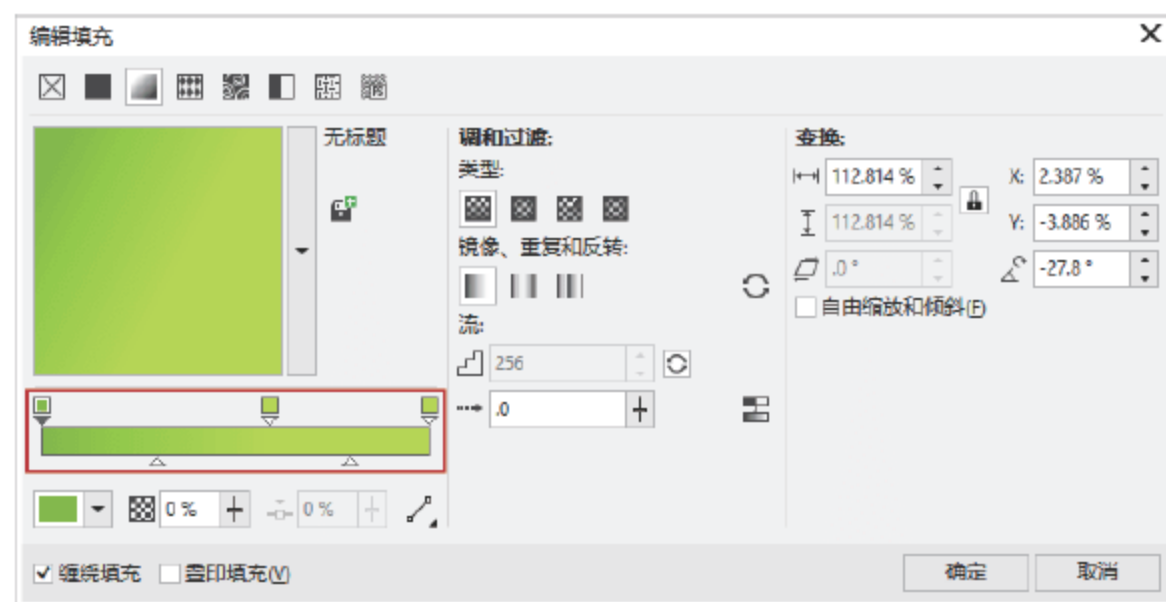 编辑填充
无标题
调和过渡:
变换:
类型:
112.814 %
X: 2.387 %
112.814 %
Y: -3.886 %
镜像、重复和反转:
.0 °
-27.8 °
自由缩放和倾斜(F)
流:
256
.0
0 %
0 %
缠绕填充
叠印填充(V)
确定
取消